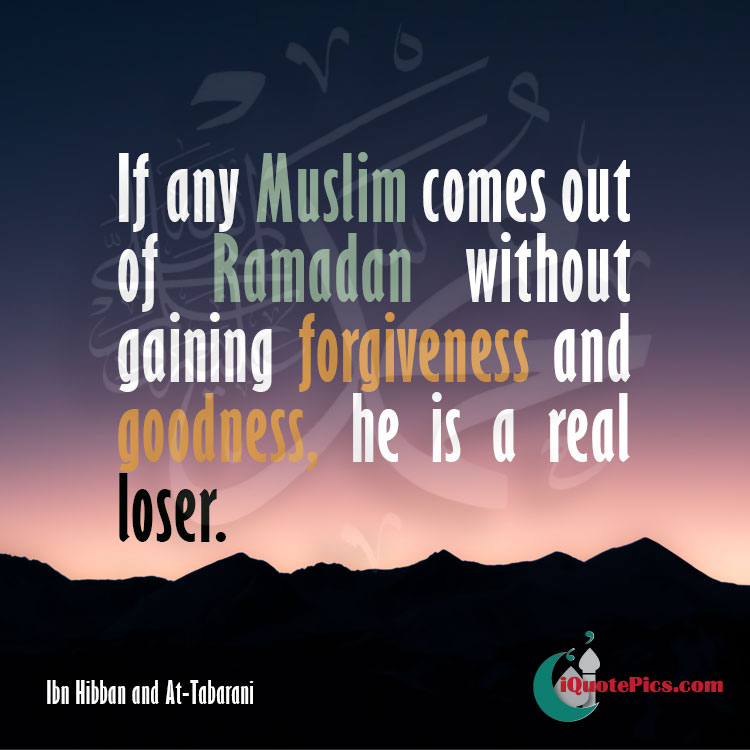 If any Muslim comes out
of Ramadan without
gaining forgiveness and
goodness, he is a real
loser.
Ibn Hibban and At-Tabarani
iQuotePics.com